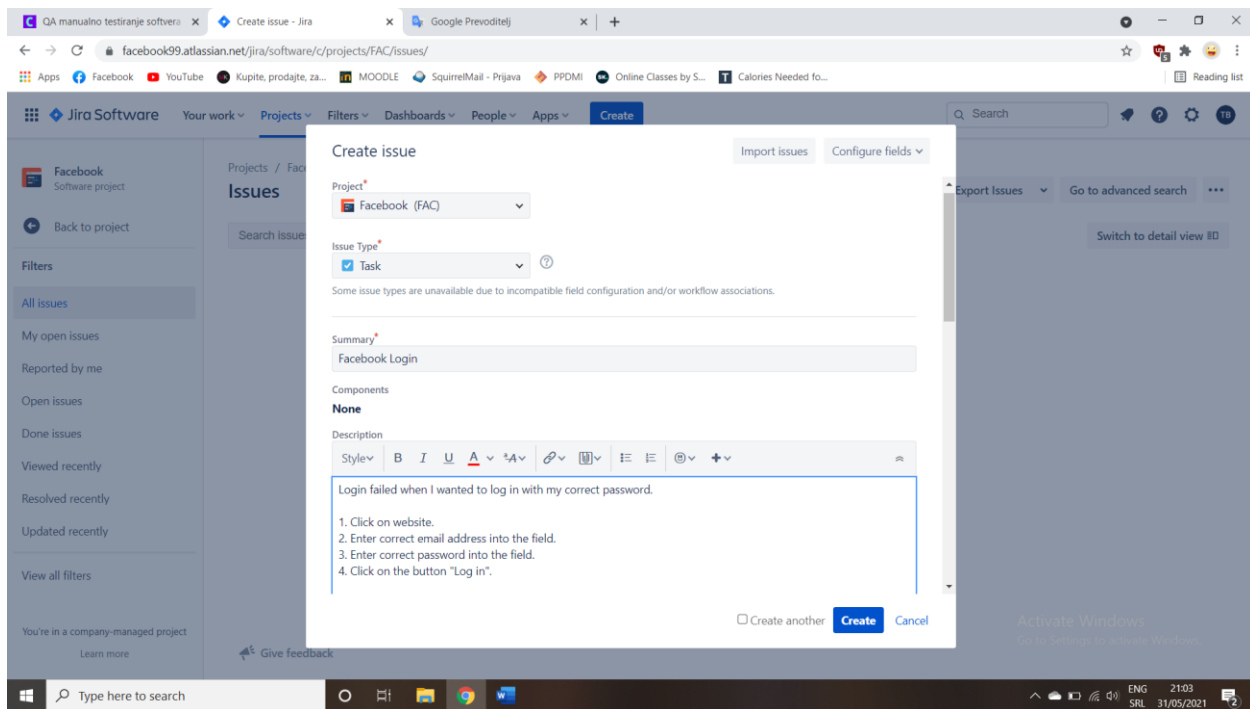 QA manualno testiranje softvera
Create issue - Jira
Google Prevoditelj
facebook99.atlassian.net/jira/software/c/projects/FAC/issues/
Apps Facebook YouTube Kupite, prodajte, za... MOODLE SquirrelMail - Prijava PPDMI Online Classes by S... Calories Needed fo... Reading list
Jira Software Your work Projects Filters Dashboards People Apps Create Search TB
Facebook
Software project
Back to project
Filters
All issues
My open issues
Reported by me
Open issues
Done issues
Viewed recently
Resolved recently
Updated recently
View all filters
You're in a company-managed project
Learn more
Projects / Face
Issues
Search issue
Give feedback
Export Issues Go to advanced search
Switch to detail view
Create issue
Import issues Configure fields
Project*
Facebook (FAC)
Issue Type*
Task
Some issue types are unavailable due to incompatible field configuration and/or workflow associations.
Summary*
Facebook Login
Components
None
Description
Style B I U A ªA
Login failed when I wanted to log in with my correct password.
1. Click on website.
2. Enter correct email address into the field.
3. Enter correct password into the field.
4. Click on the button "Log in".
Create another Create Cancel
Activate Windows
Go to Settings to activate Windows.
Type here to search
ENG 21:03
SRL 31/05/2021
2